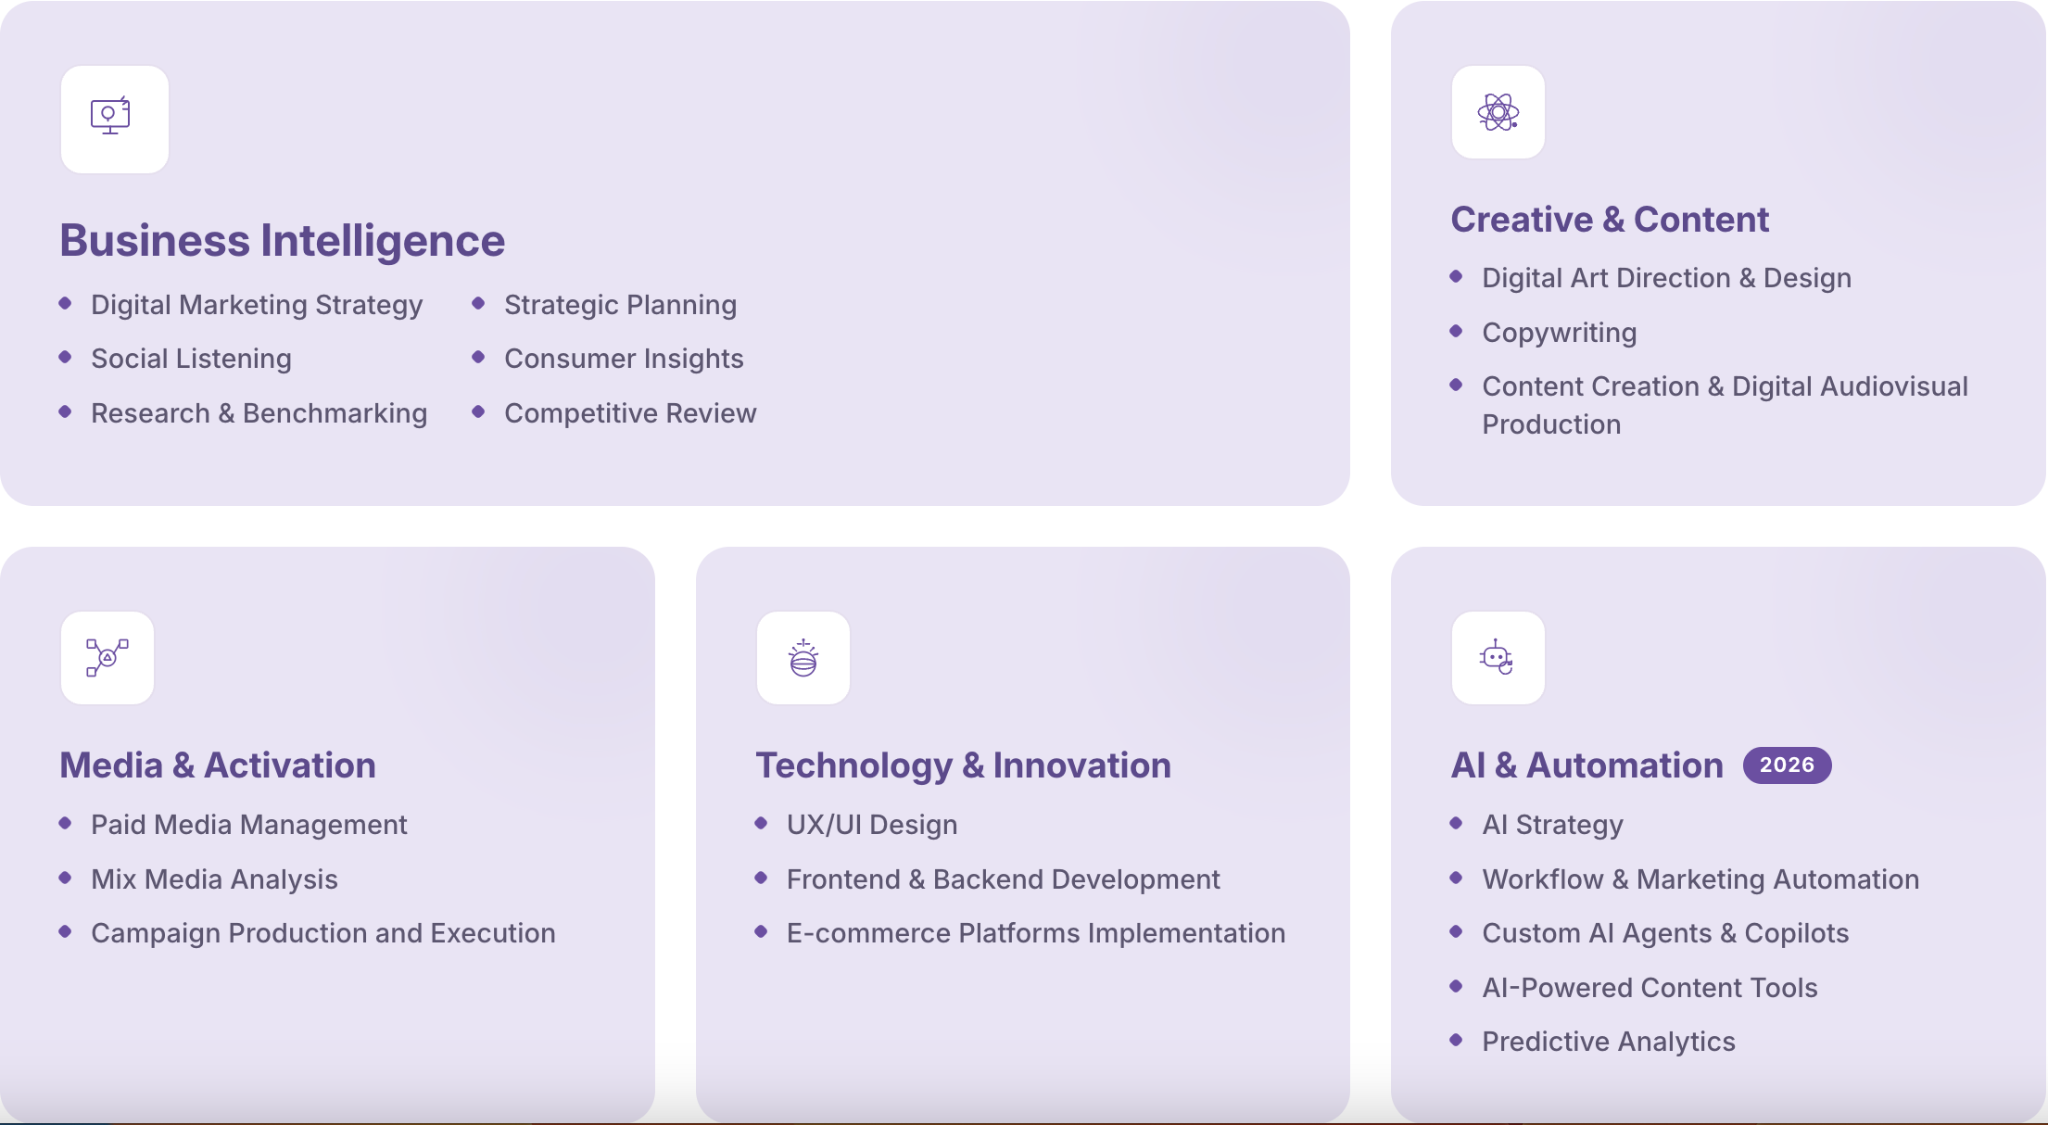 Business Intelligence
Digital Marketing Strategy
Social Listening
Research & Benchmarking
Strategic Planning
Consumer Insights
Competitive Review
Creative & Content
Digital Art Direction & Design
Copywriting
Content Creation & Digital Audiovisual
Production
Media & Activation
Paid Media Management
Mix Media Analysis
Campaign Production and Execution
Technology & Innovation
UX/UI Design
Frontend & Backend Development
E-commerce Platforms Implementation
AI & Automation 2026
AI Strategy
Workflow & Marketing Automation
Custom AI Agents & Copilots
AI-Powered Content Tools
Predictive Analytics